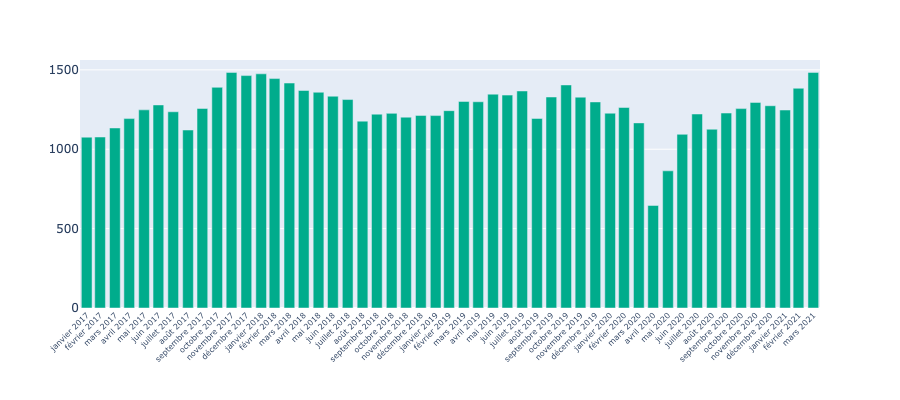 1500
1000
500
0
janvier 2017
février 2017
mars 2017
avril 2017
mai 2017
juin 2017
juillet 2017
août 2017
septembre 2017
octobre 2017
novembre 2017
décembre 2017
janvier 2018
février 2018
mars 2018
avril 2018
mai 2018
juin 2018
juillet 2018
août 2018
septembre 2018
octobre 2018
novembre 2018
décembre 2018
janvier 2019
février 2019
mars 2019
avril 2019
mai 2019
juin 2019
juillet 2019
août 2019
septembre 2019
octobre 2019
novembre 2019
décembre 2019
janvier 2020
février 2020
mars 2020
avril 2020
mai 2020
juin 2020
juillet 2020
août 2020
septembre 2020
octobre 2020
novembre 2020
décembre 2020
janvier 2021
février 2021
mars 2021